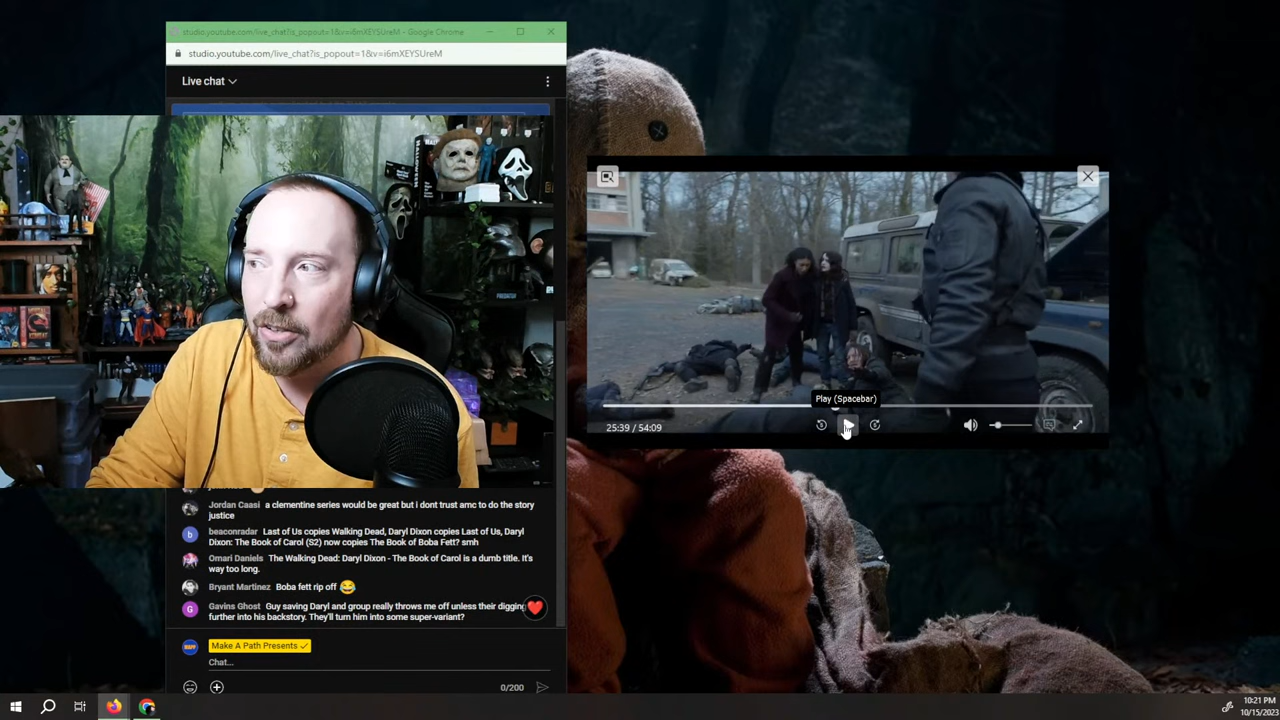 studio.youtube.com/live_chat?is_popout=1&v=i6mXEYSUreM - Google Chrome
studio.youtube.com/live_chat?is_popout=1&v=i6mXEYSUreM
Live chat
PREDATOR
Play (Spacebar)
25:39 / 54:09
Jordan Caasi a clementine series would be great but i dont trust amc to do the story
justice
b
beaconradar Last of Us copies Walking Dead, Daryl Dixon copies Last of Us, Daryl
Dixon: The Book of Carol (S2) now copies The Book of Boba Fett? smh
Omari Daniels The Walking Dead: Daryl Dixon - The Book of Carol is a dumb title. It's
way too long.
Bryant Martinez Boba fett rip off 😂
G
Gavins Ghost Guy saving Daryl and group really throws me off unless their digging
further into his backstory. They'll turn him into some super-variant?
Make A Path Presents ✓
Chat...
0/200
10:21 PM
10/15/2023